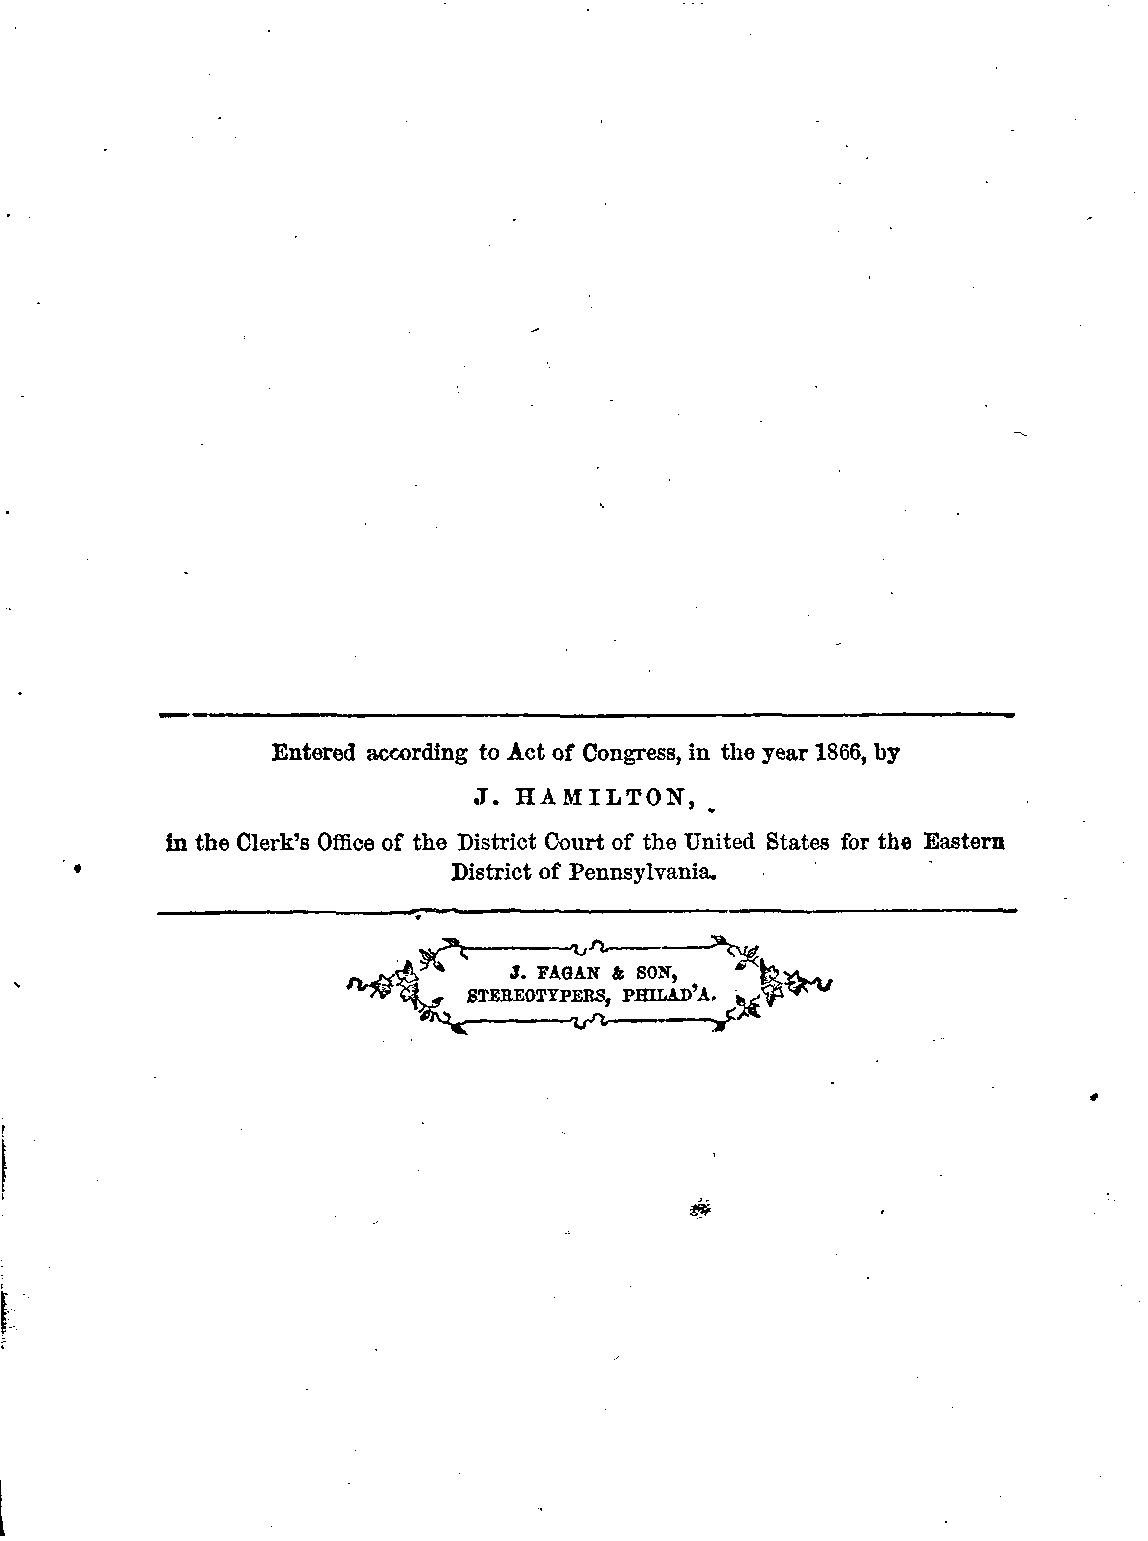 Entered according to Act of Congress, in the year 1866, by
J. HAMILTON,
in the Clerk's Office of the District Court of the United States for the Eastern
District of Pennsylvania.
J. FAGAN & SON,
STEREOTYPERS, PHILAD'A.